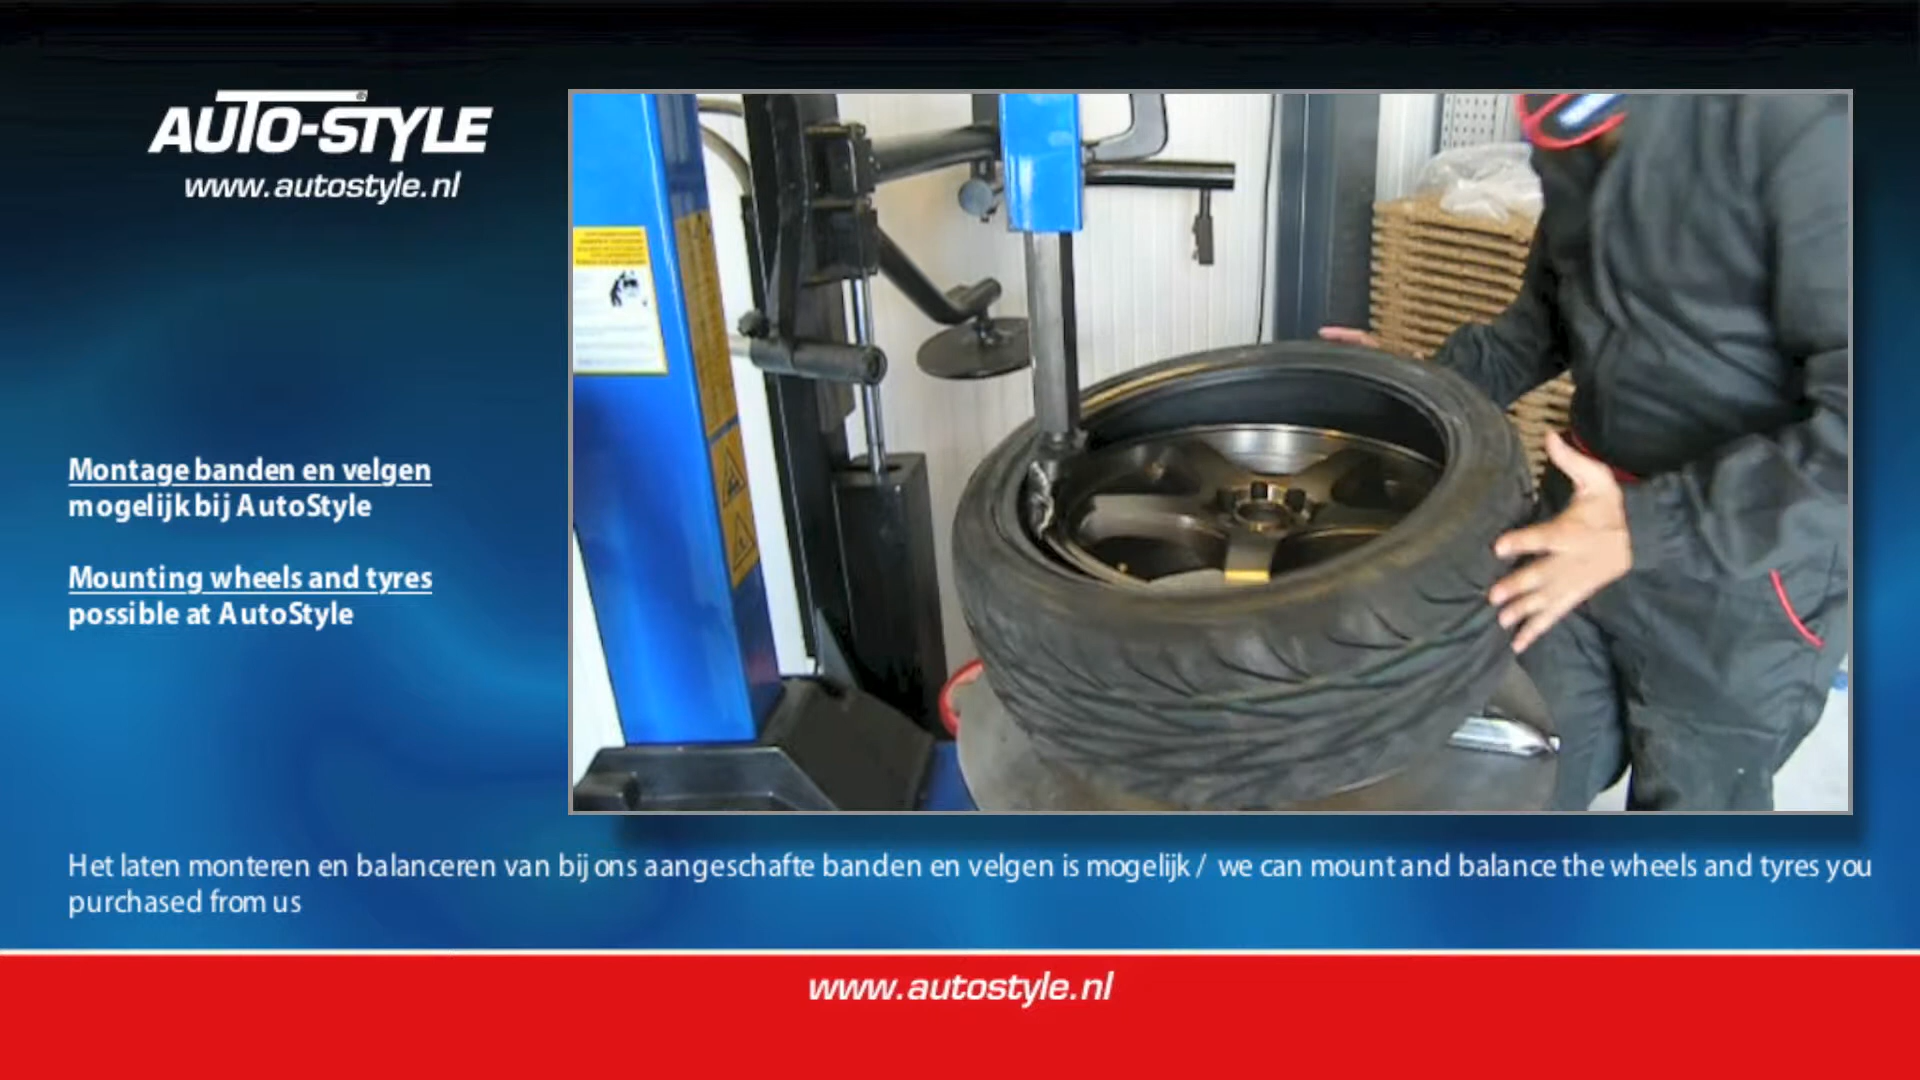 AUTO-STYLE
www.autostyle.nl
Montage banden en velgen
mogelijk bij AutoStyle
Mounting wheels and tyres
possible at AutoStyle
Het laten monteren en balanceren van bij ons aangeschafte banden en velgen is mogelijk / we can mount and balance the wheels and tyres you
purchased from us
www.autostyle.nl